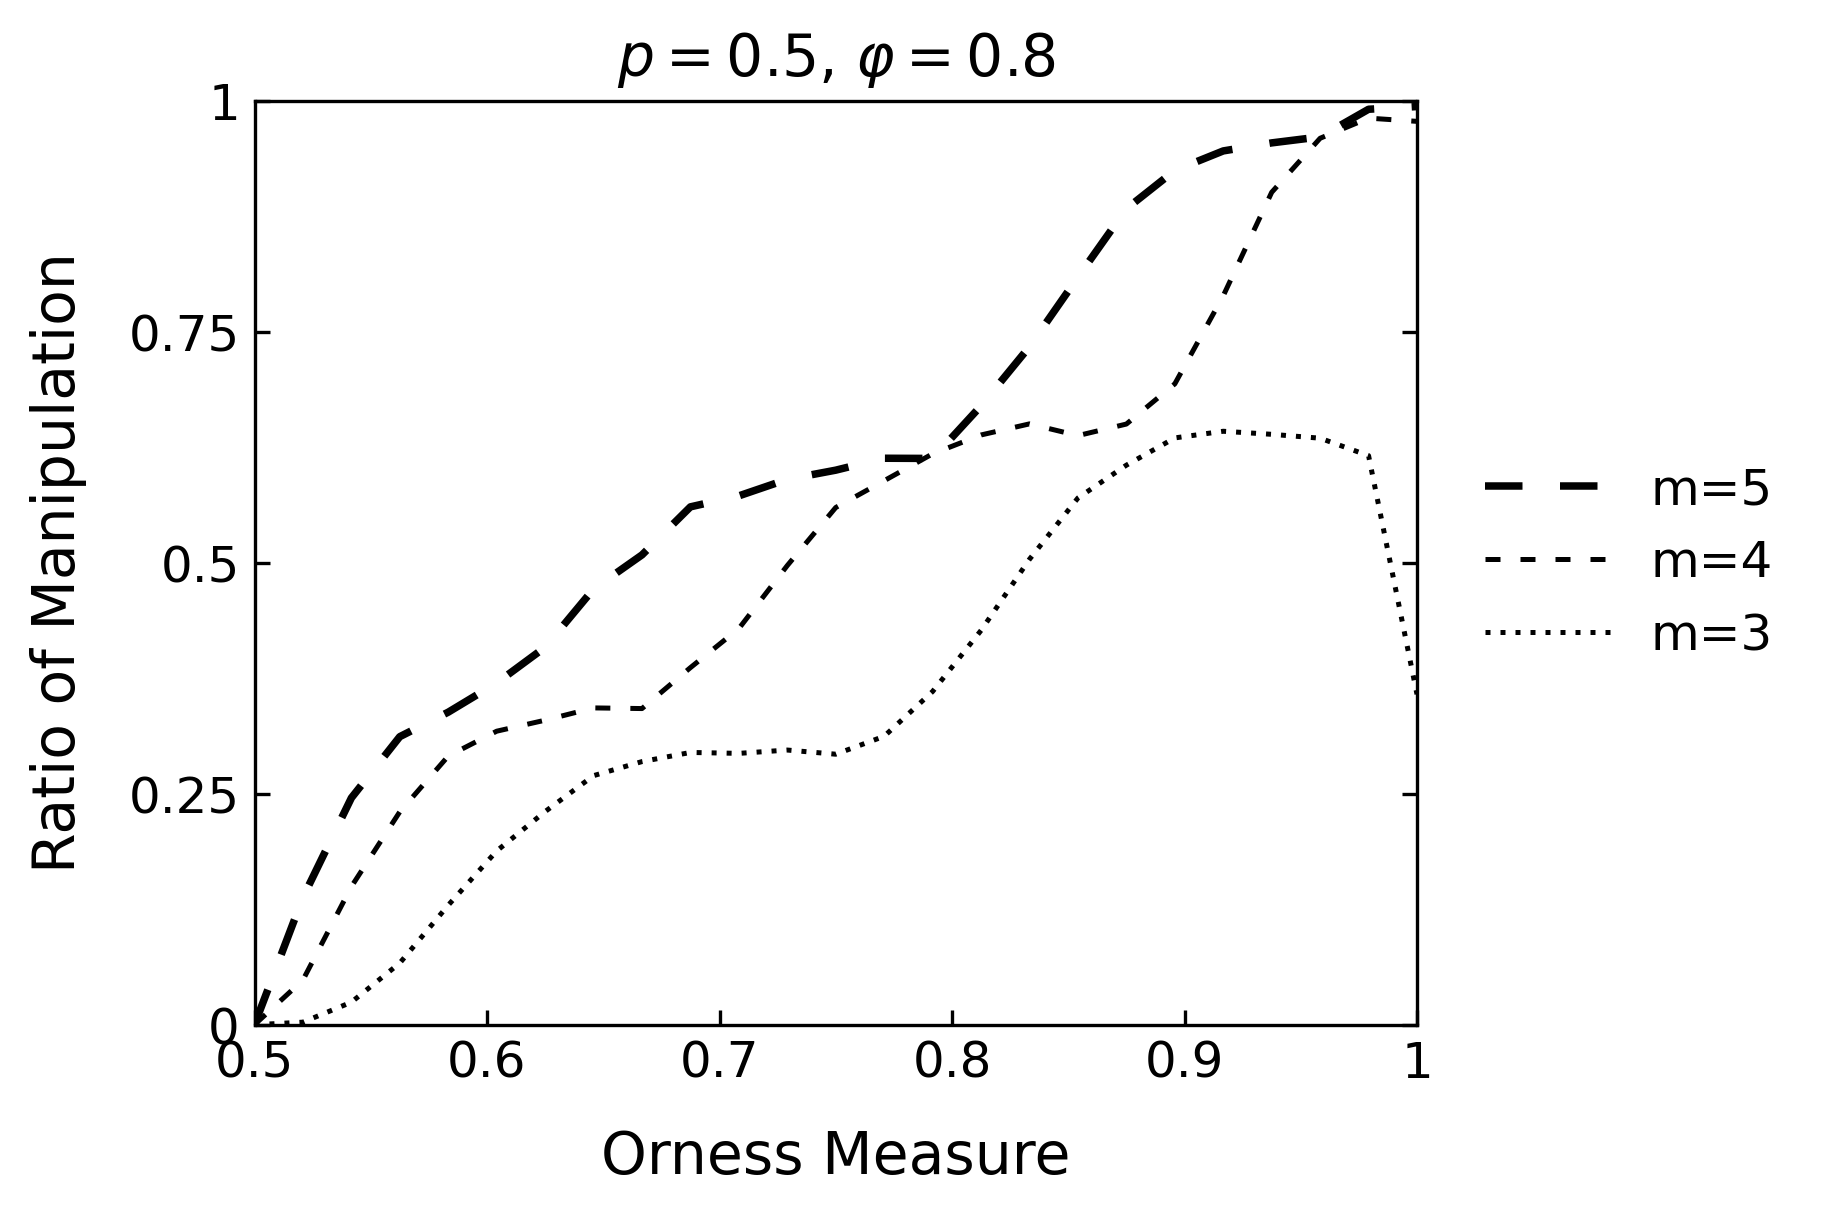 p = 0.5, φ = 0.8
Ratio of Manipulation
1
0.75
0.5
0.25
0
0.5 0.6 0.7 0.8 0.9 1
Orness Measure
m=5
m=4
m=3